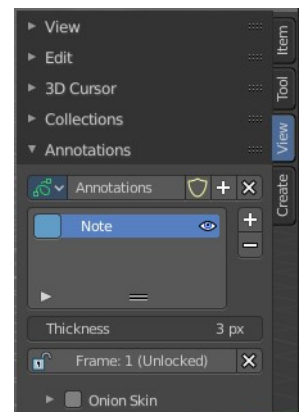 View
Edit
3D Cursor
Collections
Annotations
Annotations
Note
Thickness 3 px
Frame: 1 (Unlocked)
Onion Skin
Item
Tool
View
Create